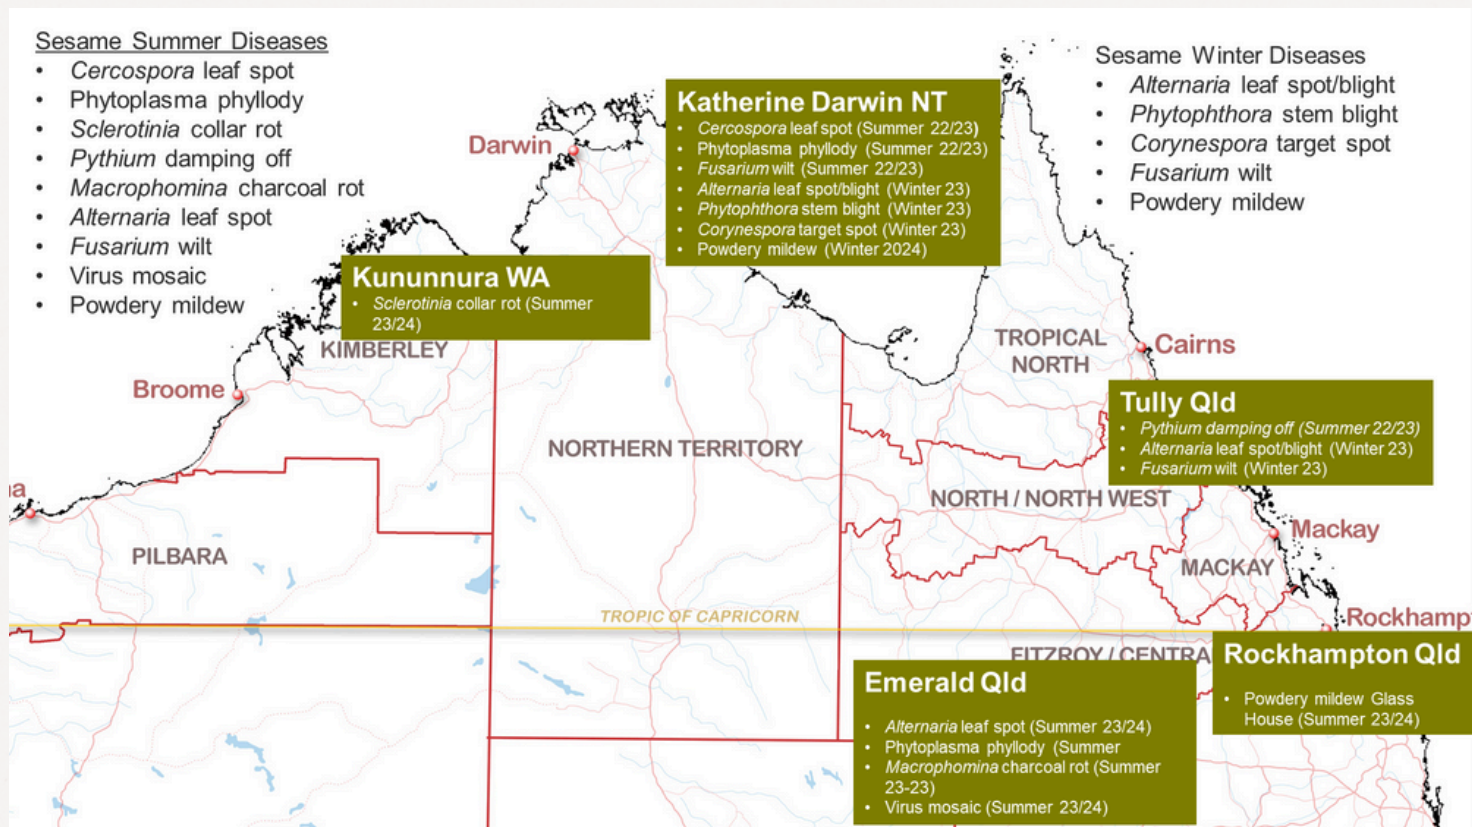 Sesame Summer Diseases
• Cercospora leaf spot
• Phytoplasma phyllody
• Sclerotinia collar rot
• Pythium damping off
• Macrophomina charcoal rot
• Alternaria leaf spot
• Fusarium wilt
• Virus mosaic
• Powdery mildew
Sesame Winter Diseases
• Alternaria leaf spot/blight
• Phytophthora stem blight
• Corynespora target spot
• Fusarium wilt
• Powdery mildew
Katherine Darwin NT
• Cercospora leaf spot (Summer 22/23)
• Phytoplasma phyllody (Summer 22/23)
• Fusarium wilt (Summer 22/23)
• Alternaria leaf spot/blight (Winter 23)
• Phytophthora stem blight (Winter 23)
• Corynespora target spot (Winter 23)
• Powdery mildew (Winter 2024)
Darwin
Kununnura WA
• Sclerotinia collar rot (Summer
23/24)
KIMBERLEY
Broome
TROPICAL
NORTH
Cairns
Tully Qld
• Pythium damping off (Summer 22/23)
• Alternaria leaf spot/blight (Winter 23)
• Fusarium wilt (Winter 23)
NORTHERN TERRITORY
a
NORTH / NORTH WEST
Mackay
PILBARA
MACKAY
TROPIC OF CAPRICORN
Rockhamp
FITZROY / CENTRA
Rockhampton Qld
• Powdery mildew Glass
House (Summer 23/24)
Emerald Qld
• Alternaria leaf spot (Summer 23/24)
• Phytoplasma phyllody (Summer
• Macrophomina charcoal rot (Summer
23-23)
• Virus mosaic (Summer 23/24)